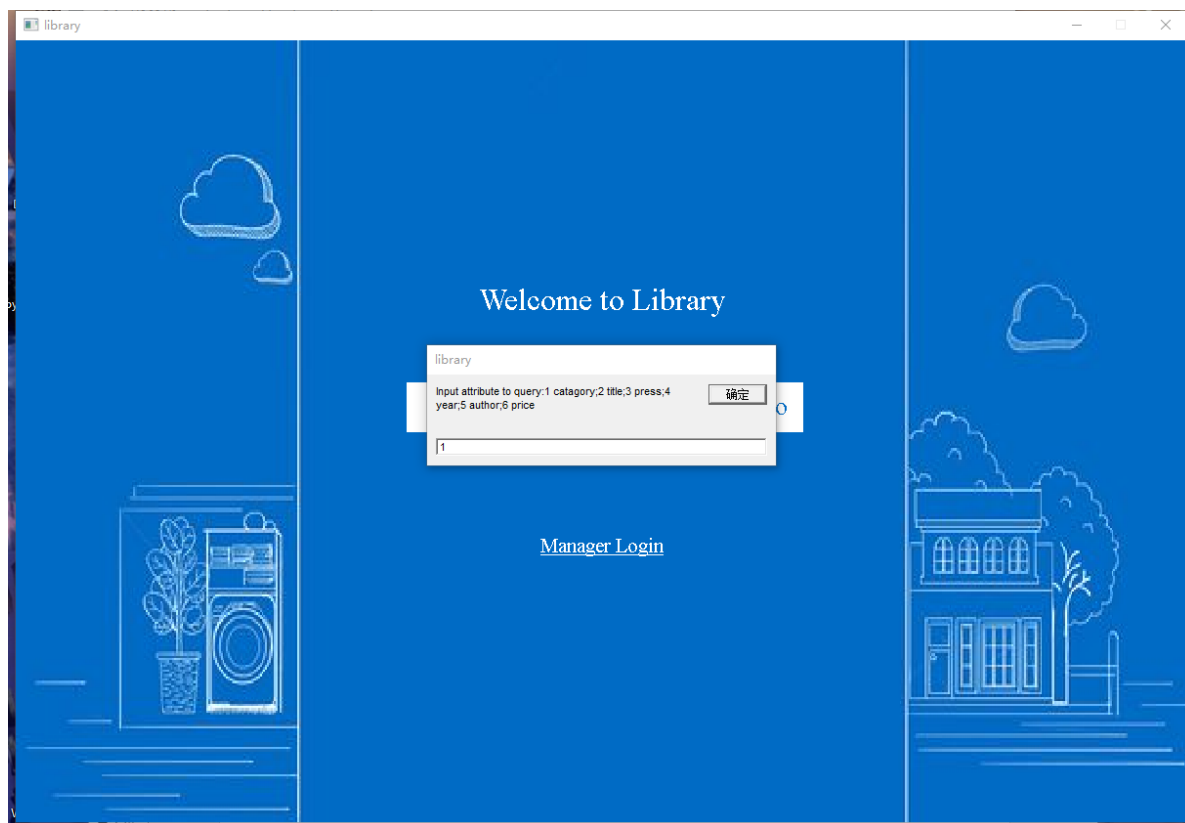 library
Welcome to Library
library
Input attribute to query:1 catagory;2 title;3 press;4
year;5 author;6 price
确定
1
Manager Login